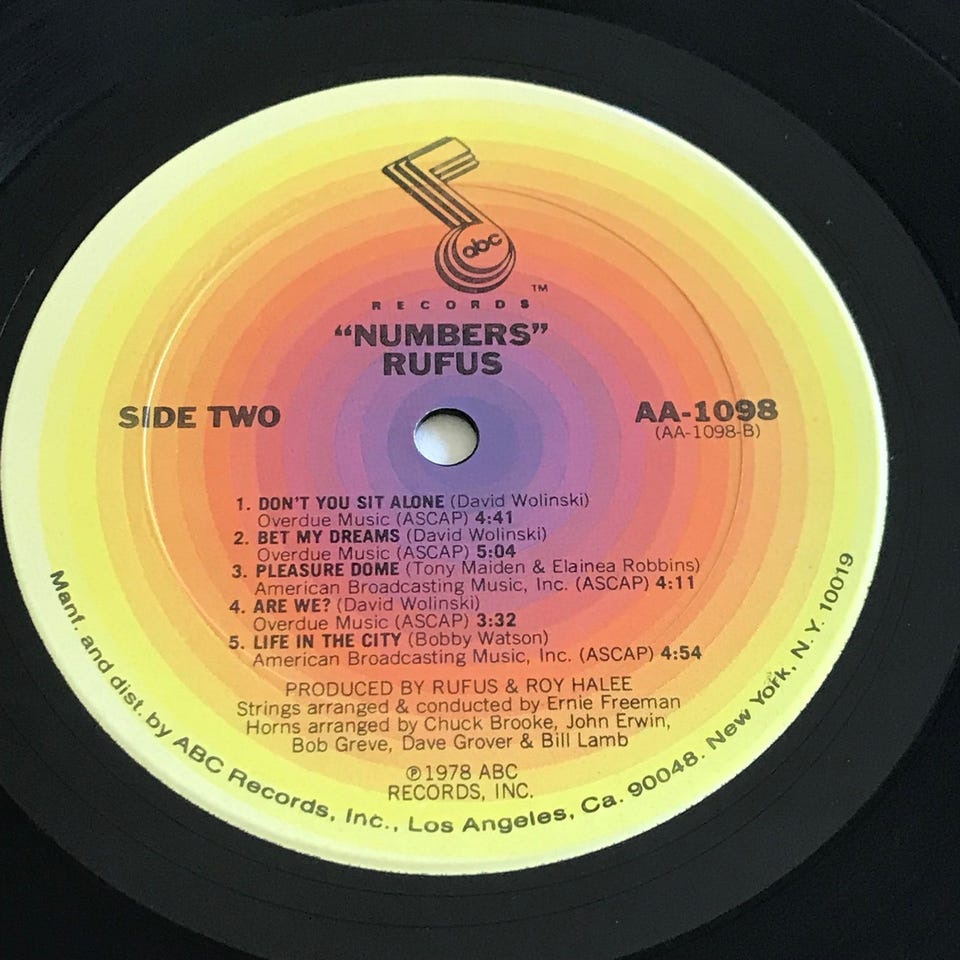 abc
RECORDS™
“NUMBERS”
RUFUS
SIDE TWO
AA-1098
(AA-1098-B)
1. DON'T YOU SIT ALONE (David Wolinski)
Overdue Music (ASCAP) 4:41
2. BET MY DREAMS (David Wolinski)
Overdue Music (ASCAP) 5:04
3. PLEASURE DOME (Tony Maiden & Elainea Robbins)
American Broadcasting Music, Inc. (ASCAP) 4:11
4. ARE WE? (David Wolinski)
Overdue Music (ASCAP) 3:32
5. LIFE IN THE CITY (Bobby Watson)
American Broadcasting Music, Inc. (ASCAP) 4:54
PRODUCED BY RUFUS & ROY HALEE
Strings arranged & conducted by Ernie Freeman
Horns arranged by Chuck Brooke, John Erwin,
Bob Greve, Dave Grover & Bill Lamb
℗1978 ABC
RECORDS, INC.
Manf. and dist. by ABC Records, Inc., Los Angeles, Ca. 90048. New York, N.Y. 10019